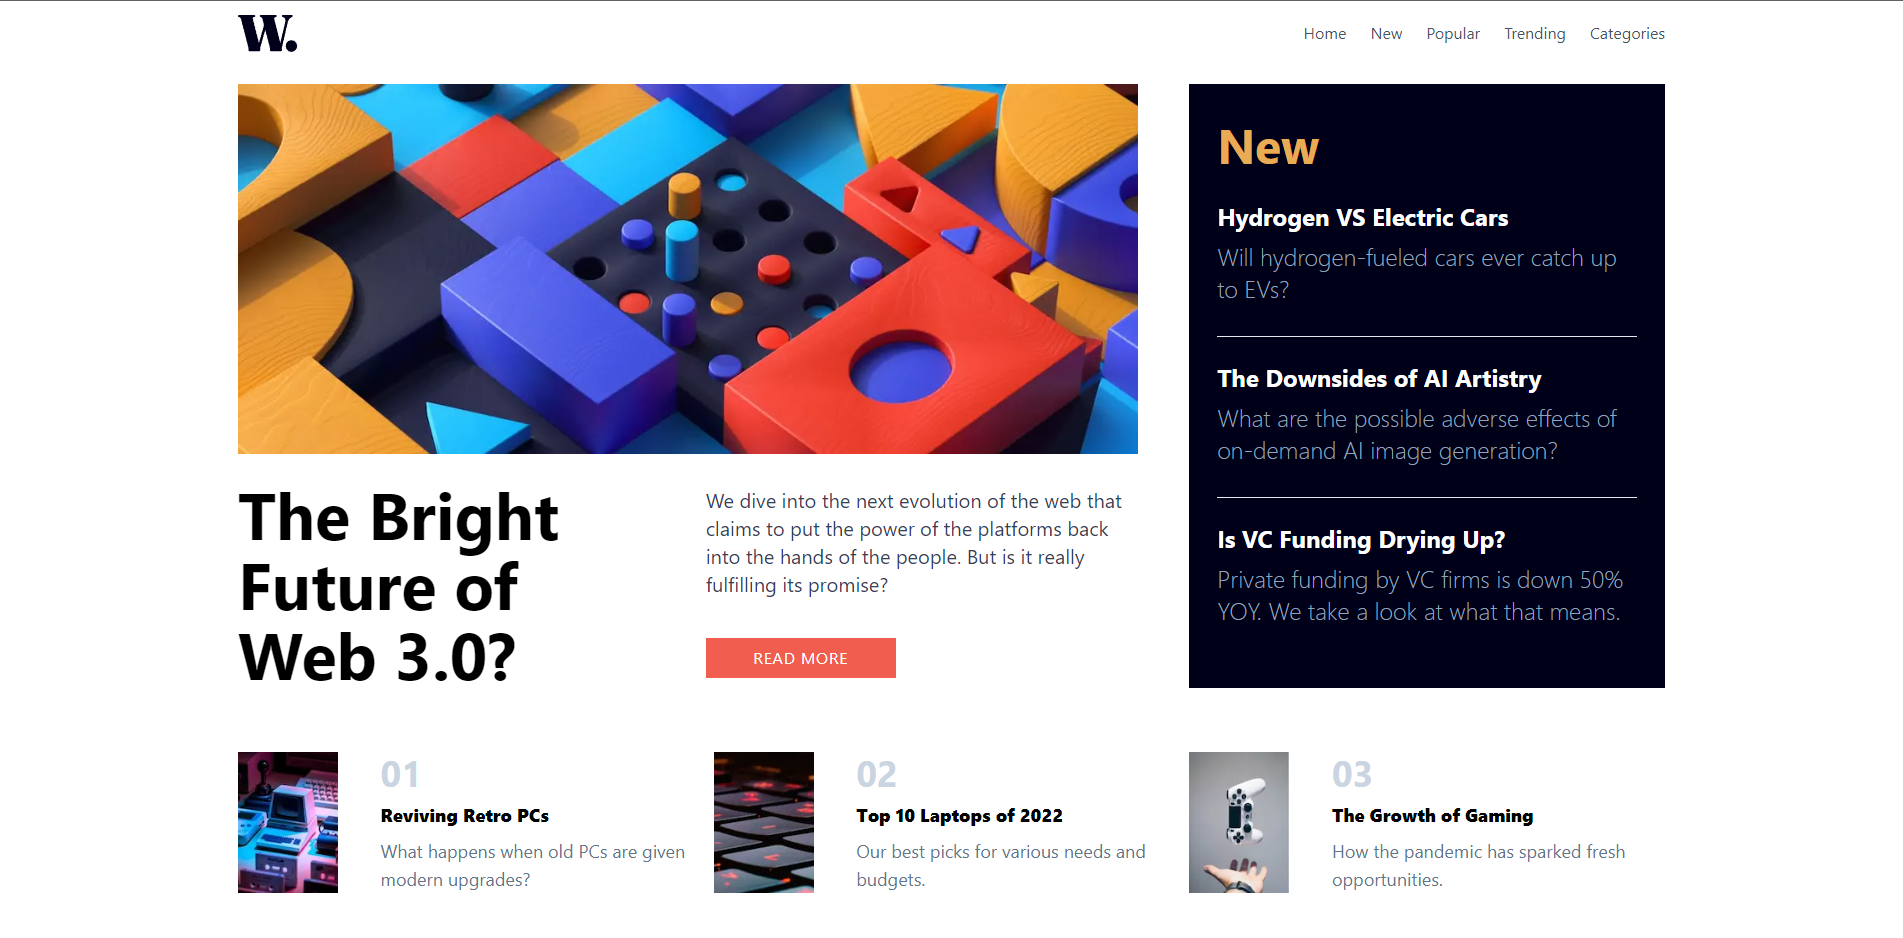 W.
Home New Popular Trending Categories
New
Hydrogen VS Electric Cars
Will hydrogen-fueled cars ever catch up
to EVs?
The Downsides of AI Artistry
What are the possible adverse effects of
on-demand AI image generation?
Is VC Funding Drying Up?
Private funding by VC firms is down 50%
YOY. We take a look at what that means.
The Bright
Future of
Web 3.0?
We dive into the next evolution of the web that
claims to put the power of the platforms back
into the hands of the people. But is it really
fulfilling its promise?
READ MORE
01
Reviving Retro PCs
What happens when old PCs are given
modern upgrades?
02
Top 10 Laptops of 2022
Our best picks for various needs and
budgets.
03
The Growth of Gaming
How the pandemic has sparked fresh
opportunities.